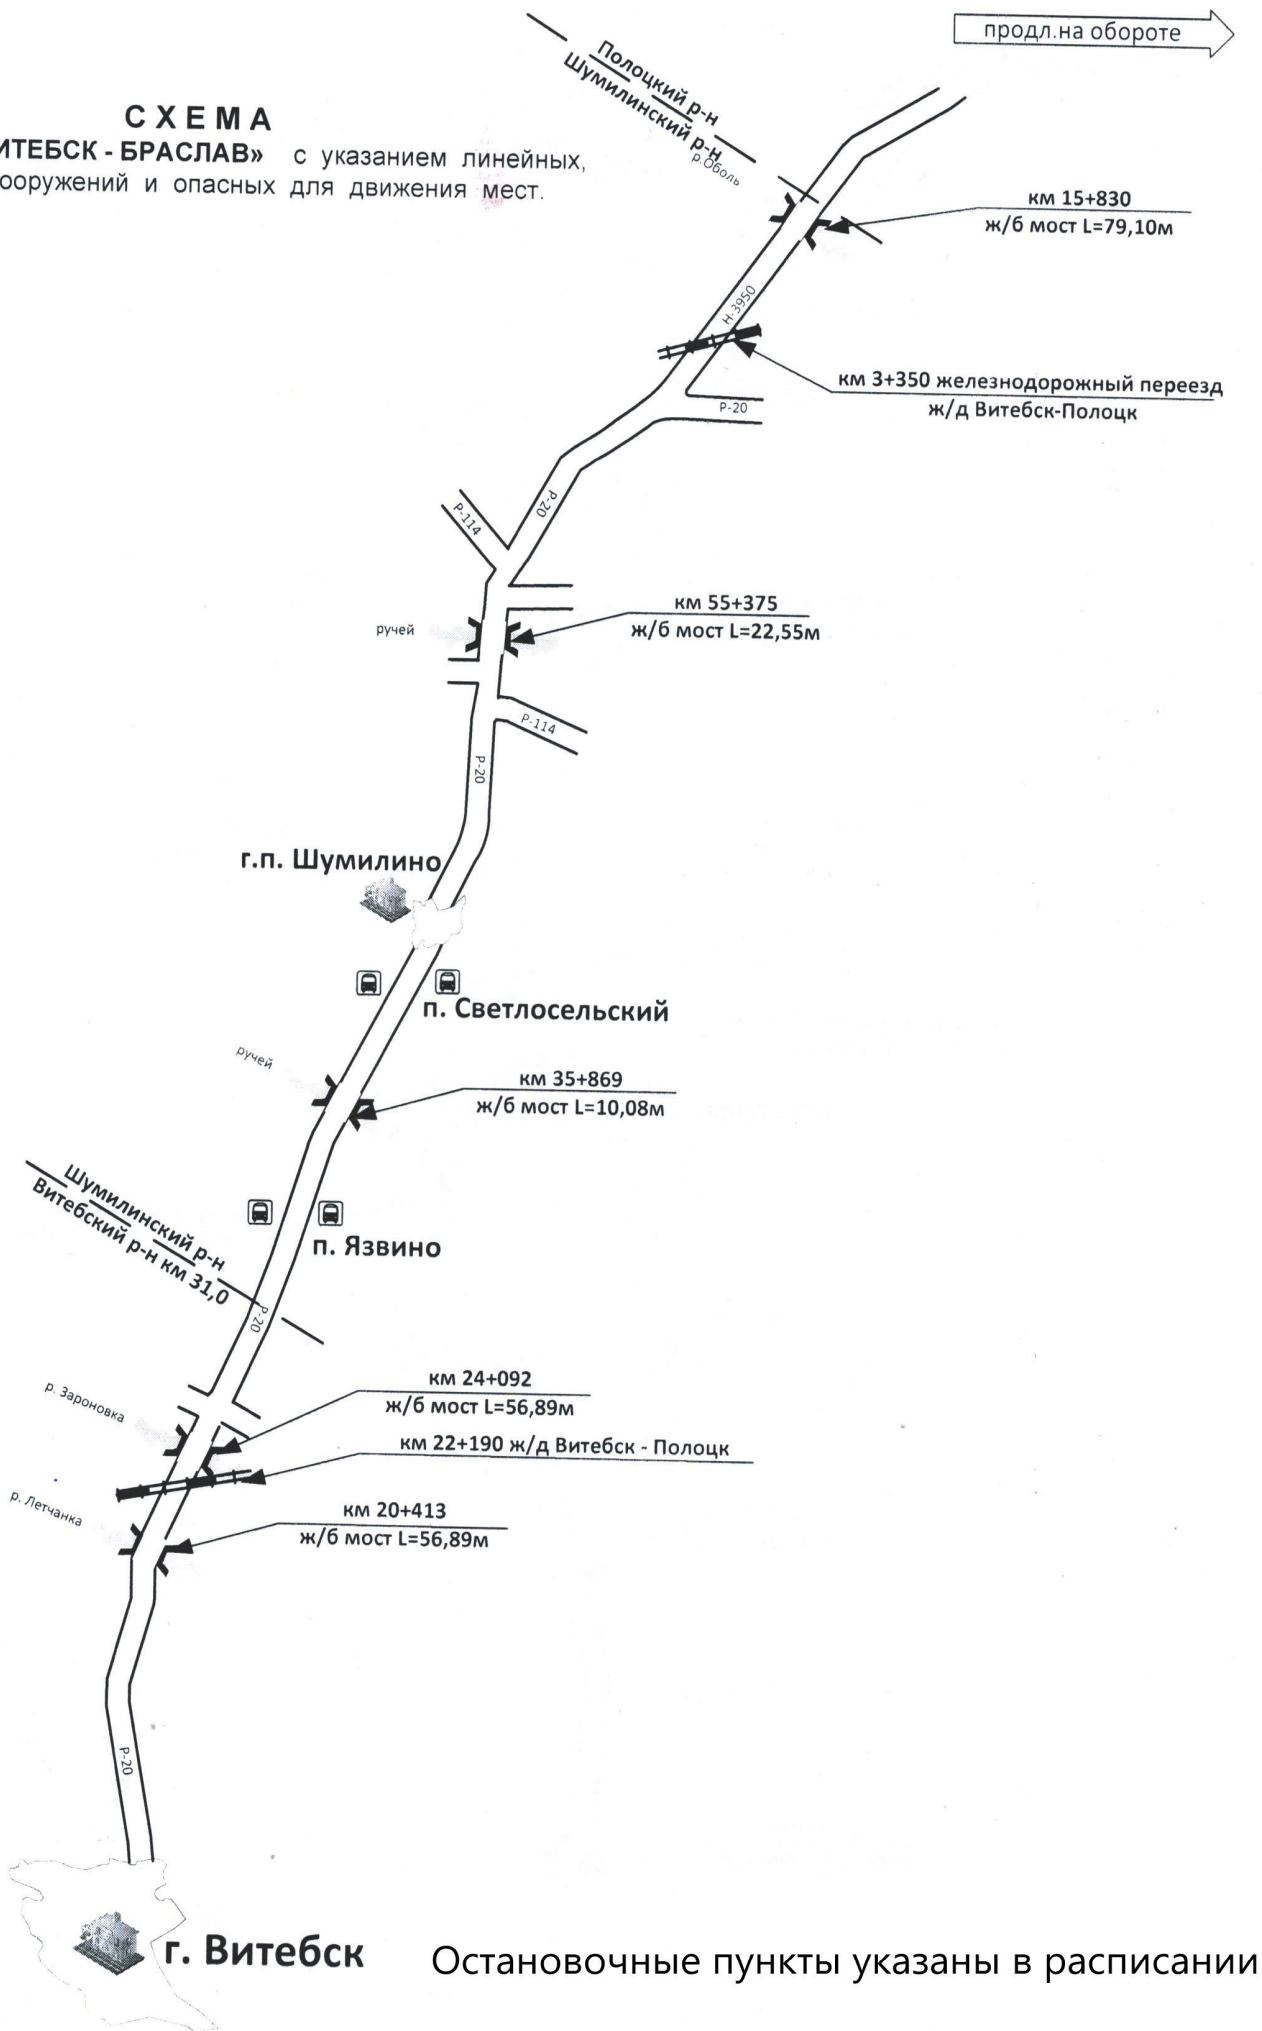 продл.на обороте
СХЕМА
ИТЕБСК - БРАСЛАВ» с указанием линейных,
ооружений и опасных для движения мест.
Полоцкий р-н
Шумилинский р-н
р.Оболь
км 15+830
ж/б мост L=79,10м
Н-3950
км 3+350 железнодорожный переезд
ж/д Витебск-Полоцк
Р-20
Р-20
Р-114
км 55+375
ж/б мост L=22,55м
ручей
Р-114
Р-20
г.п. Шумилино
п. Светлосельский
ручей
км 35+869
ж/б мост L=10,08м
Шумилинский р-н
Витебский р-н км 31,0
п. Язвино
Р-20
км 24+092
ж/б мост L=56,89м
р. Зароновка
км 22+190 ж/д Витебск - Полоцк
р. Летчанка
км 20+413
ж/б мост L=56,89м
Р-20
г. Витебск
Остановочные пункты указаны в расписании